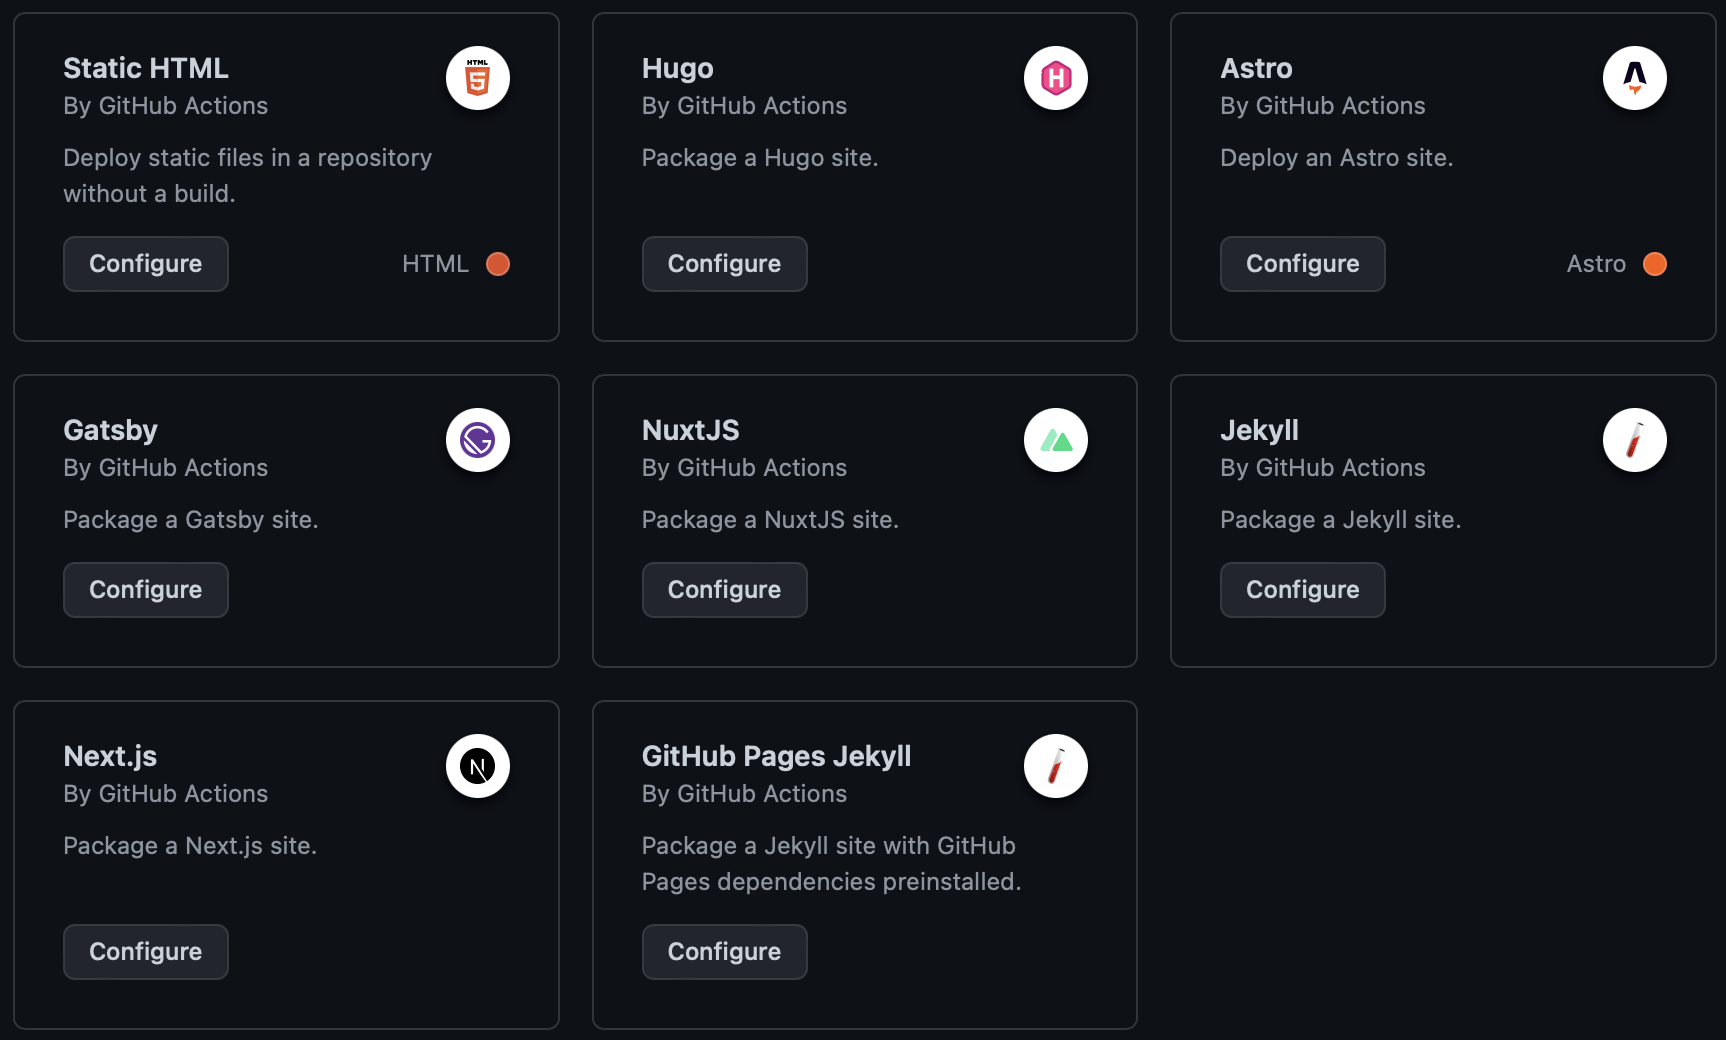 Static HTML
HTML
5
By GitHub Actions
Deploy static files in a repository
without a build.
Configure
HTML
Hugo
H
By GitHub Actions
Package a Hugo site.
Configure
Astro
By GitHub Actions
Deploy an Astro site.
Configure
Astro
Gatsby
G
By GitHub Actions
Package a Gatsby site.
Configure
NuxtJS
By GitHub Actions
Package a NuxtJS site.
Configure
Jekyll
By GitHub Actions
Package a Jekyll site.
Configure
Next.js
N
By GitHub Actions
Package a Next.js site.
Configure
GitHub Pages Jekyll
By GitHub Actions
Package a Jekyll site with GitHub
Pages dependencies preinstalled.
Configure